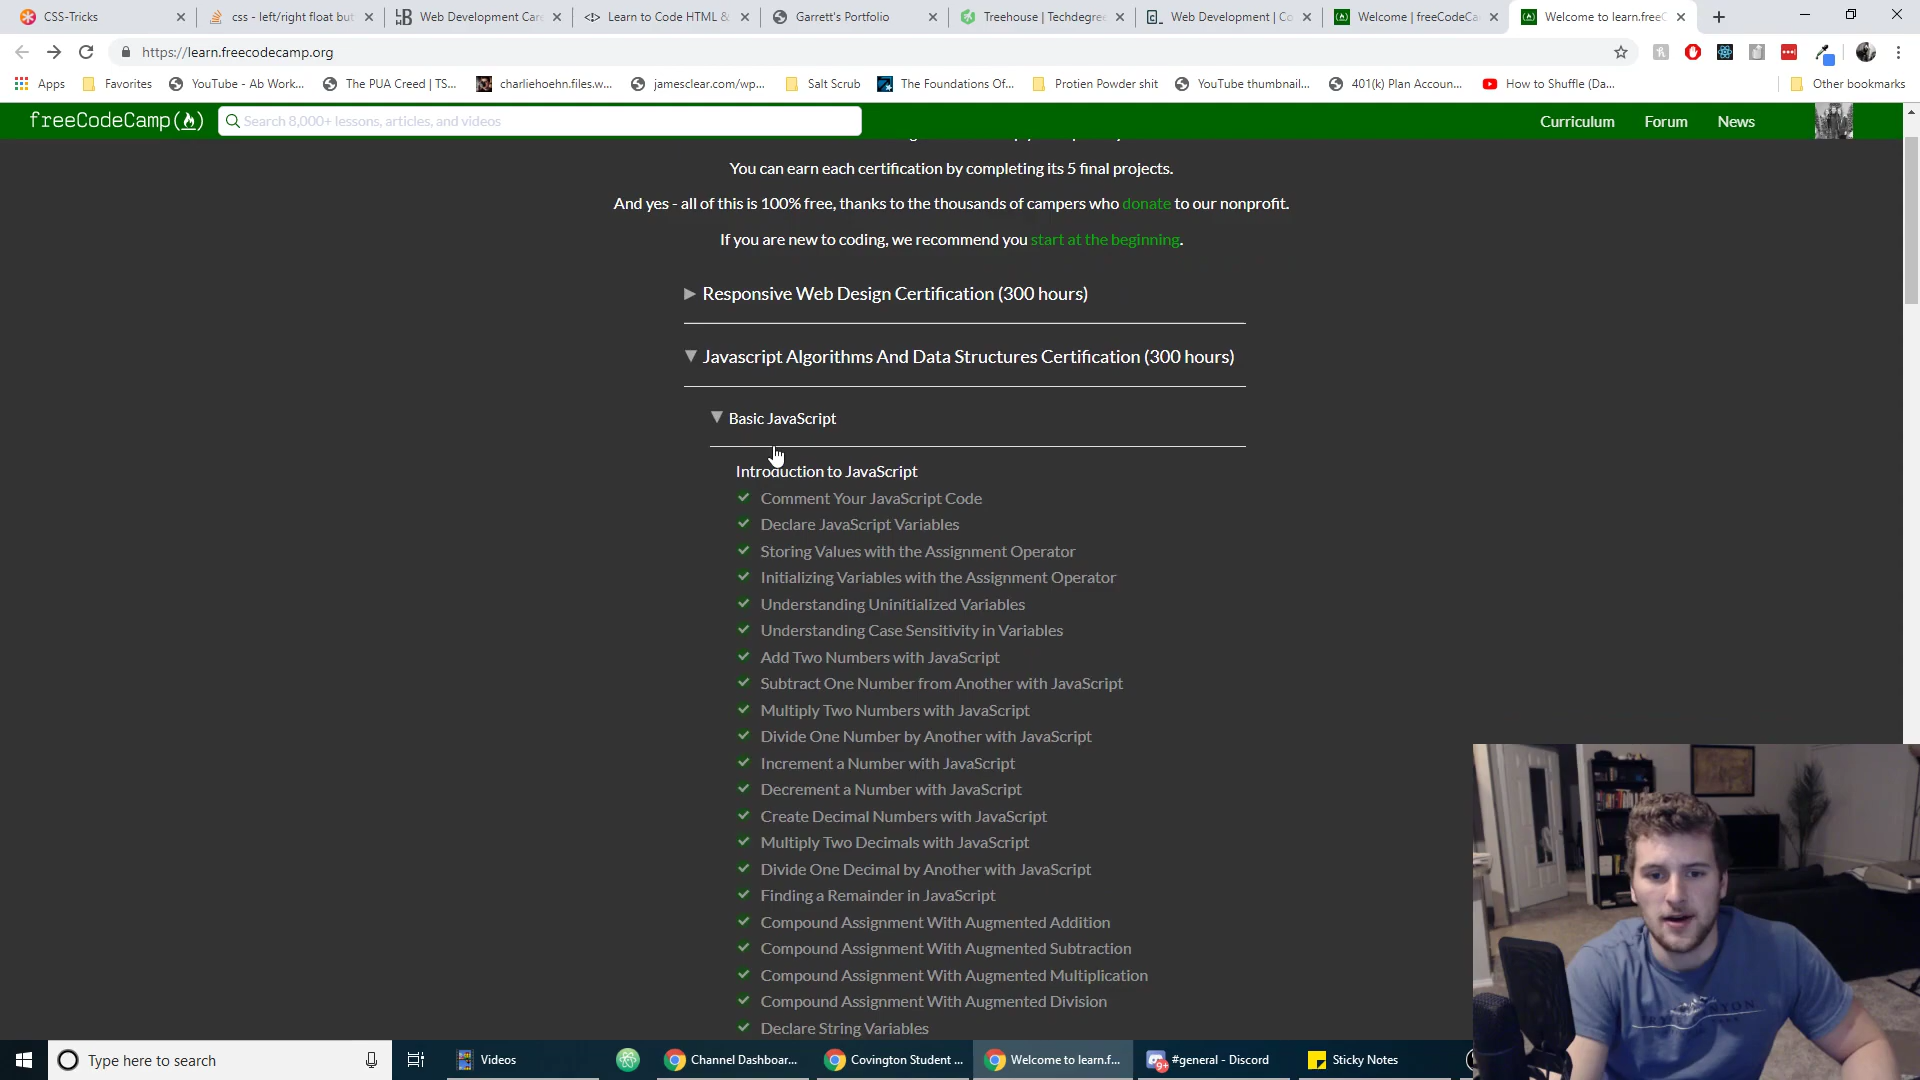 CSS-Tricks
css - left/right float but
Web Development Car
Learn to Code HTML &
Garrett's Portfolio
Treehouse | Techdegree
Web Development | Co
Welcome | freeCodeCa
Welcome to learn.freeC
https://learn.freecodecamp.org
Apps
Favorites
YouTube - Ab Work...
The PUA Creed | TS...
charliehoehn.files.w...
jamesclear.com/wp...
Salt Scrub
The Foundations Of...
Protien Powder shit
YouTube thumbnail...
401(k) Plan Accoun...
How to Shuffle (Da...
Other bookmarks
freeCodeCamp
Search 8,000+ lessons, articles, and videos
Curriculum
Forum
News
You can earn each certification by completing its 5 final projects.
And yes - all of this is 100% free, thanks to the thousands of campers who donate to our nonprofit.
If you are new to coding, we recommend you start at the beginning.
Responsive Web Design Certification (300 hours)
Javascript Algorithms And Data Structures Certification (300 hours)
Basic JavaScript
Introduction to JavaScript
Comment Your JavaScript Code
Declare JavaScript Variables
Storing Values with the Assignment Operator
Initializing Variables with the Assignment Operator
Understanding Uninitialized Variables
Understanding Case Sensitivity in Variables
Add Two Numbers with JavaScript
Subtract One Number from Another with JavaScript
Multiply Two Numbers with JavaScript
Divide One Number by Another with JavaScript
Increment a Number with JavaScript
Decrement a Number with JavaScript
Create Decimal Numbers with JavaScript
Multiply Two Decimals with JavaScript
Divide One Decimal by Another with JavaScript
Finding a Remainder in JavaScript
Compound Assignment With Augmented Addition
Compound Assignment With Augmented Subtraction
Compound Assignment With Augmented Multiplication
Compound Assignment With Augmented Division
Declare String Variables
Type here to search
Videos
Channel Dashboar...
Covington Student ...
Welcome to learn.f...
#general - Discord
Sticky Notes